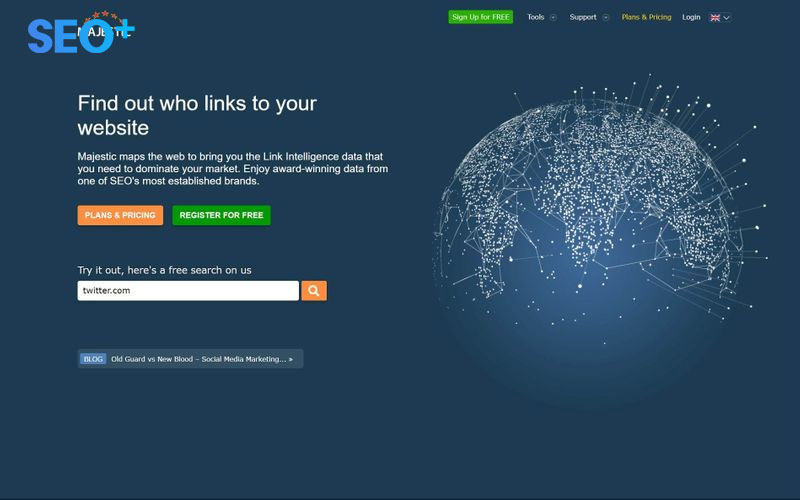 SEO+
MAJESTIC
Sign Up for FREE
Tools
Support
Plans & Pricing
Login
Find out who links to your
website
Majestic maps the web to bring you the Link Intelligence data that
you need to dominate your market. Enjoy award-winning data from
one of SEO's most established brands.
PLANS & PRICING
REGISTER FOR FREE
Try it out, here's a free search on us
twitter.com
BLOG Old Guard vs New Blood – Social Media Marketing... »